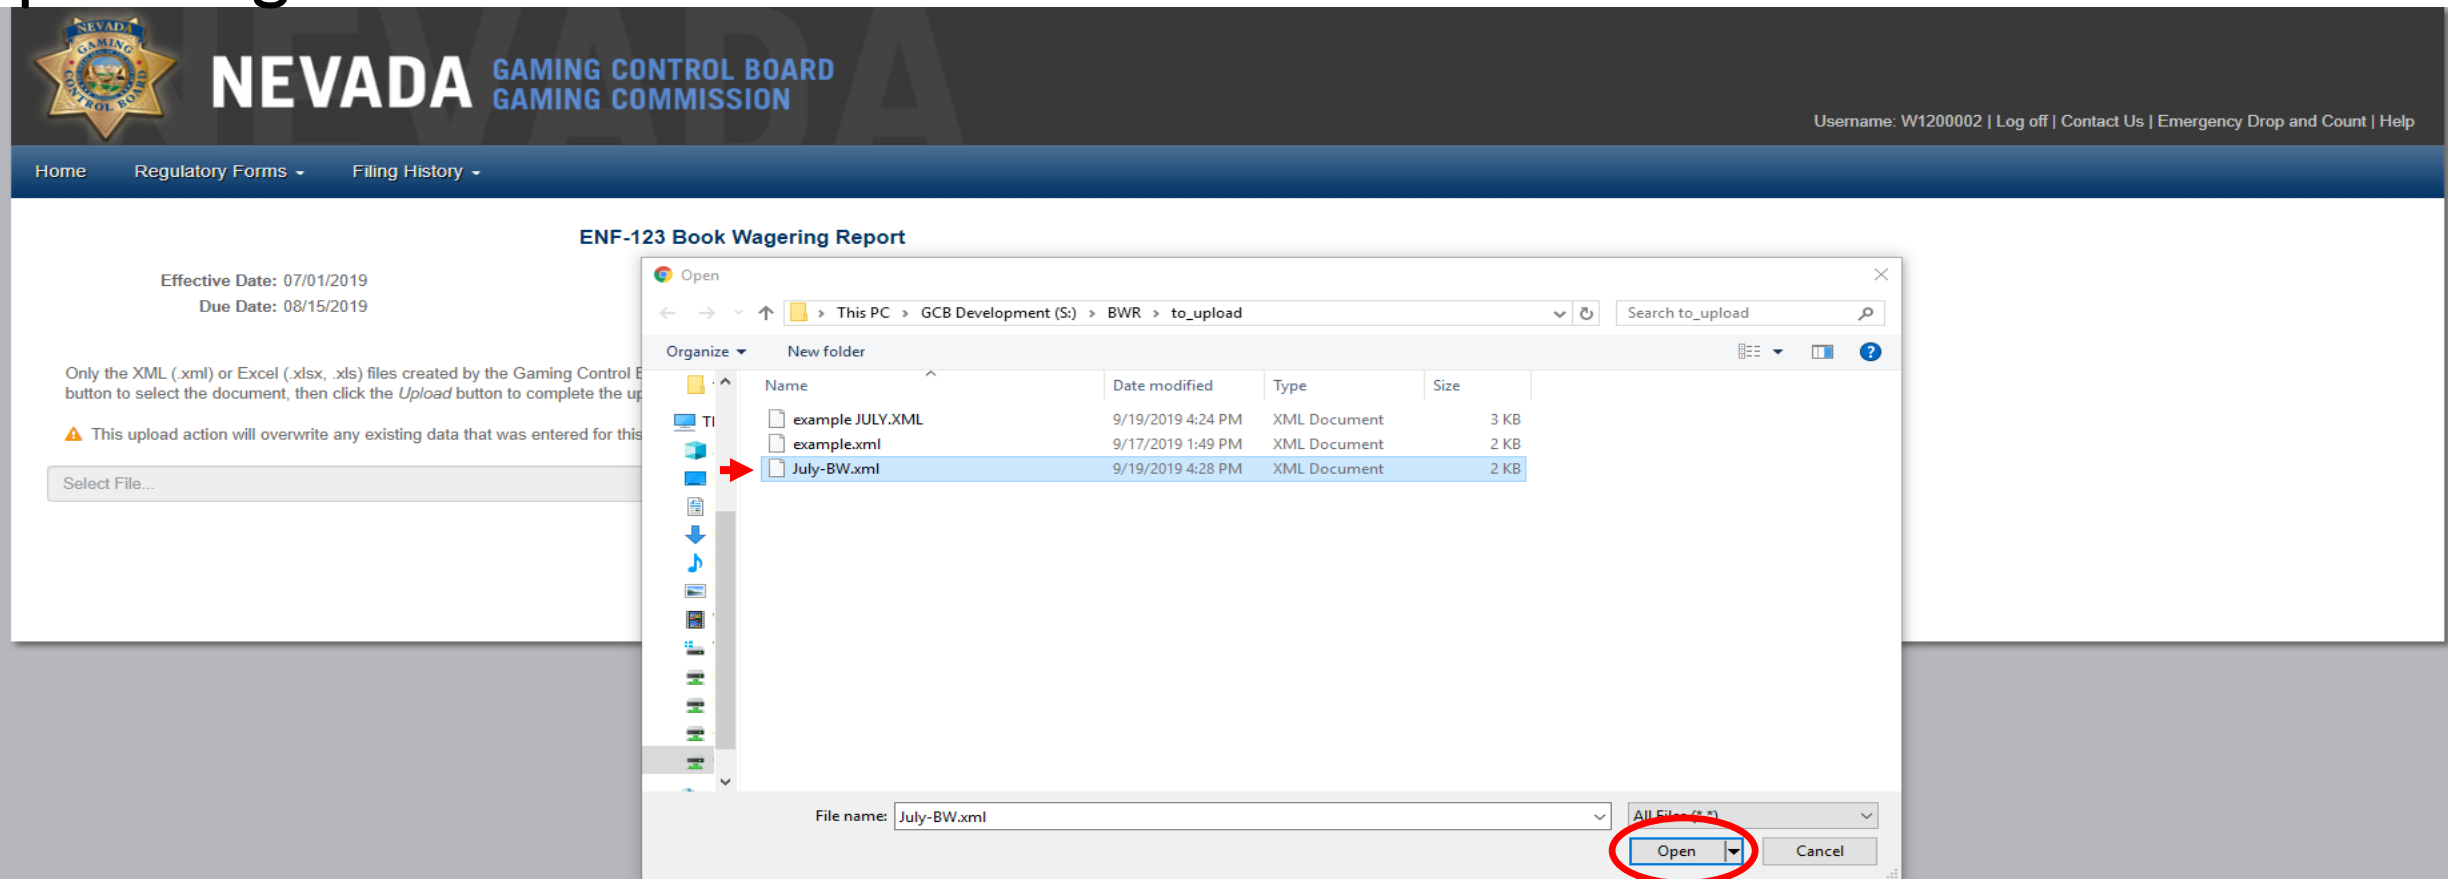 NEVADA
GAMING
CONTROL BOARD
NEVADA GAMING CONTROL BOARD
GAMING COMMISSION
Username: W1200002 | Log off | Contact Us | Emergency Drop and Count | Help
Home Regulatory Forms Filing History
ENF-123 Book Wagering Report
Effective Date: 07/01/2019
Due Date: 08/15/2019
Only the XML (.xml) or Excel (.xlsx, .xls) files created by the Gaming Control
button to select the document, then click the Upload button to complete the
This upload action will overwrite any existing data that was entered for this
Select File...
Open
This PC > GCB Development (S:) > BWR > to_upload
Search to_upload
Organize New folder
Name Date modified Type Size
example JULY.XML 9/19/2019 4:24 PM XML Document 3 KB
example.xml 9/17/2019 1:49 PM XML Document 2 KB
July-BW.xml 9/19/2019 4:28 PM XML Document 2 KB
File name: July-BW.xml
All Files (*.*)
Open Cancel